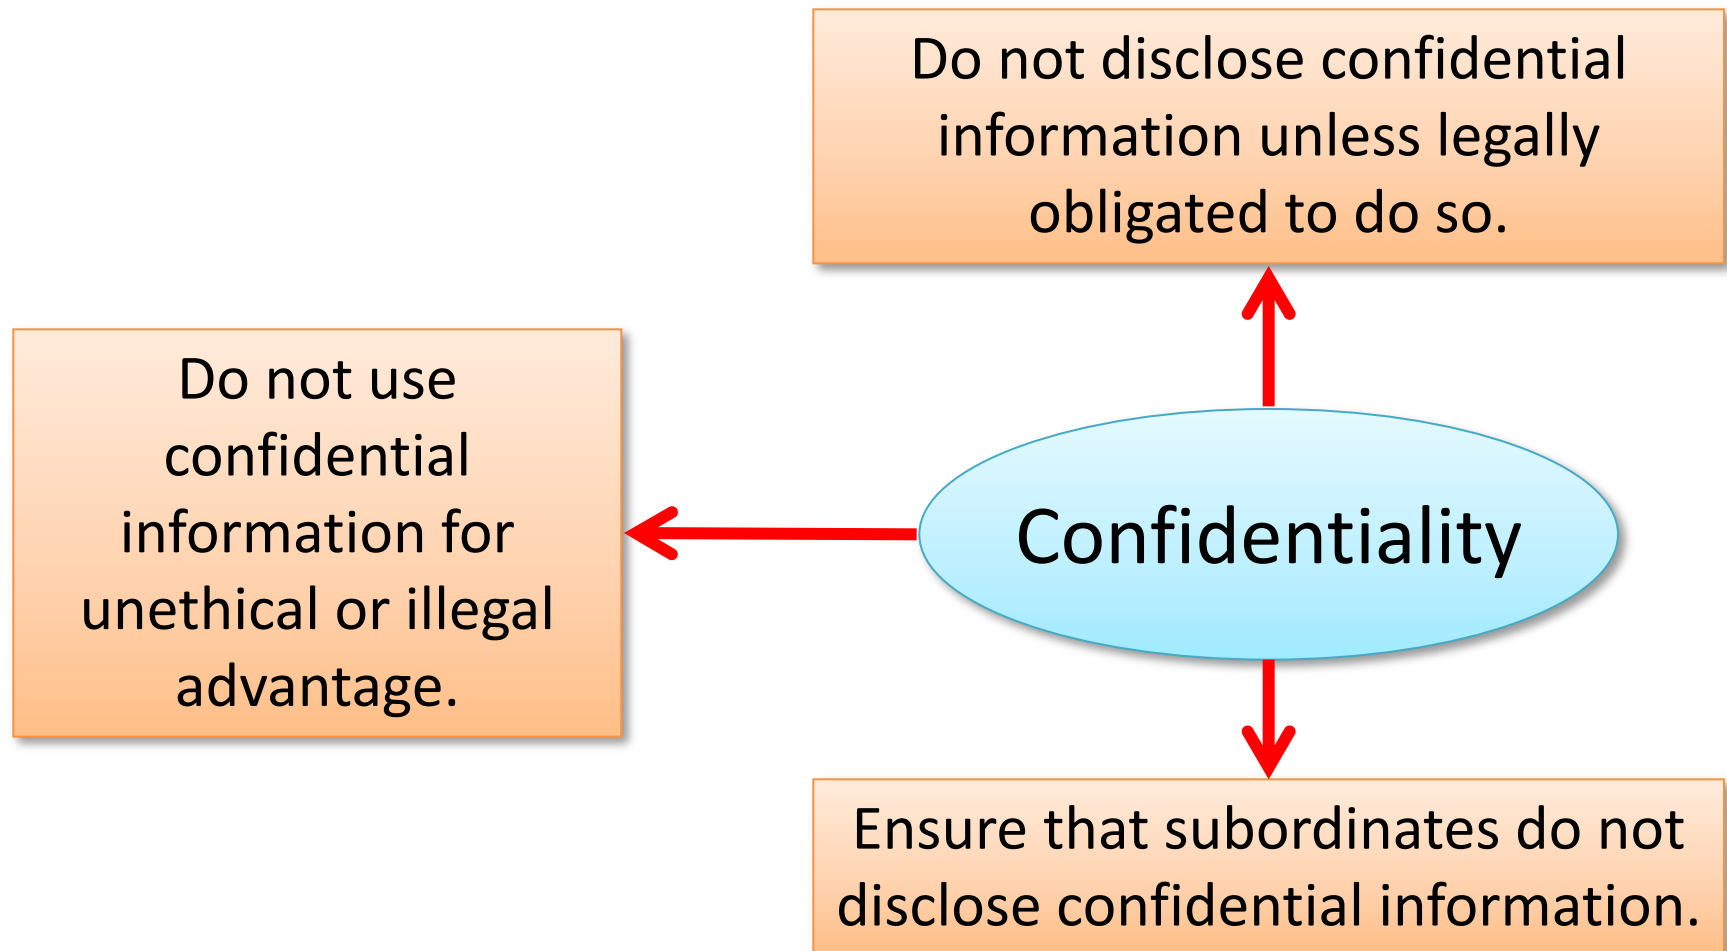 Do not disclose confidential
information unless legally
obligated to do so.
Do not use
confidential
information for
unethical or illegal
advantage.
Confidentiality
Ensure that subordinates do not
disclose confidential information.